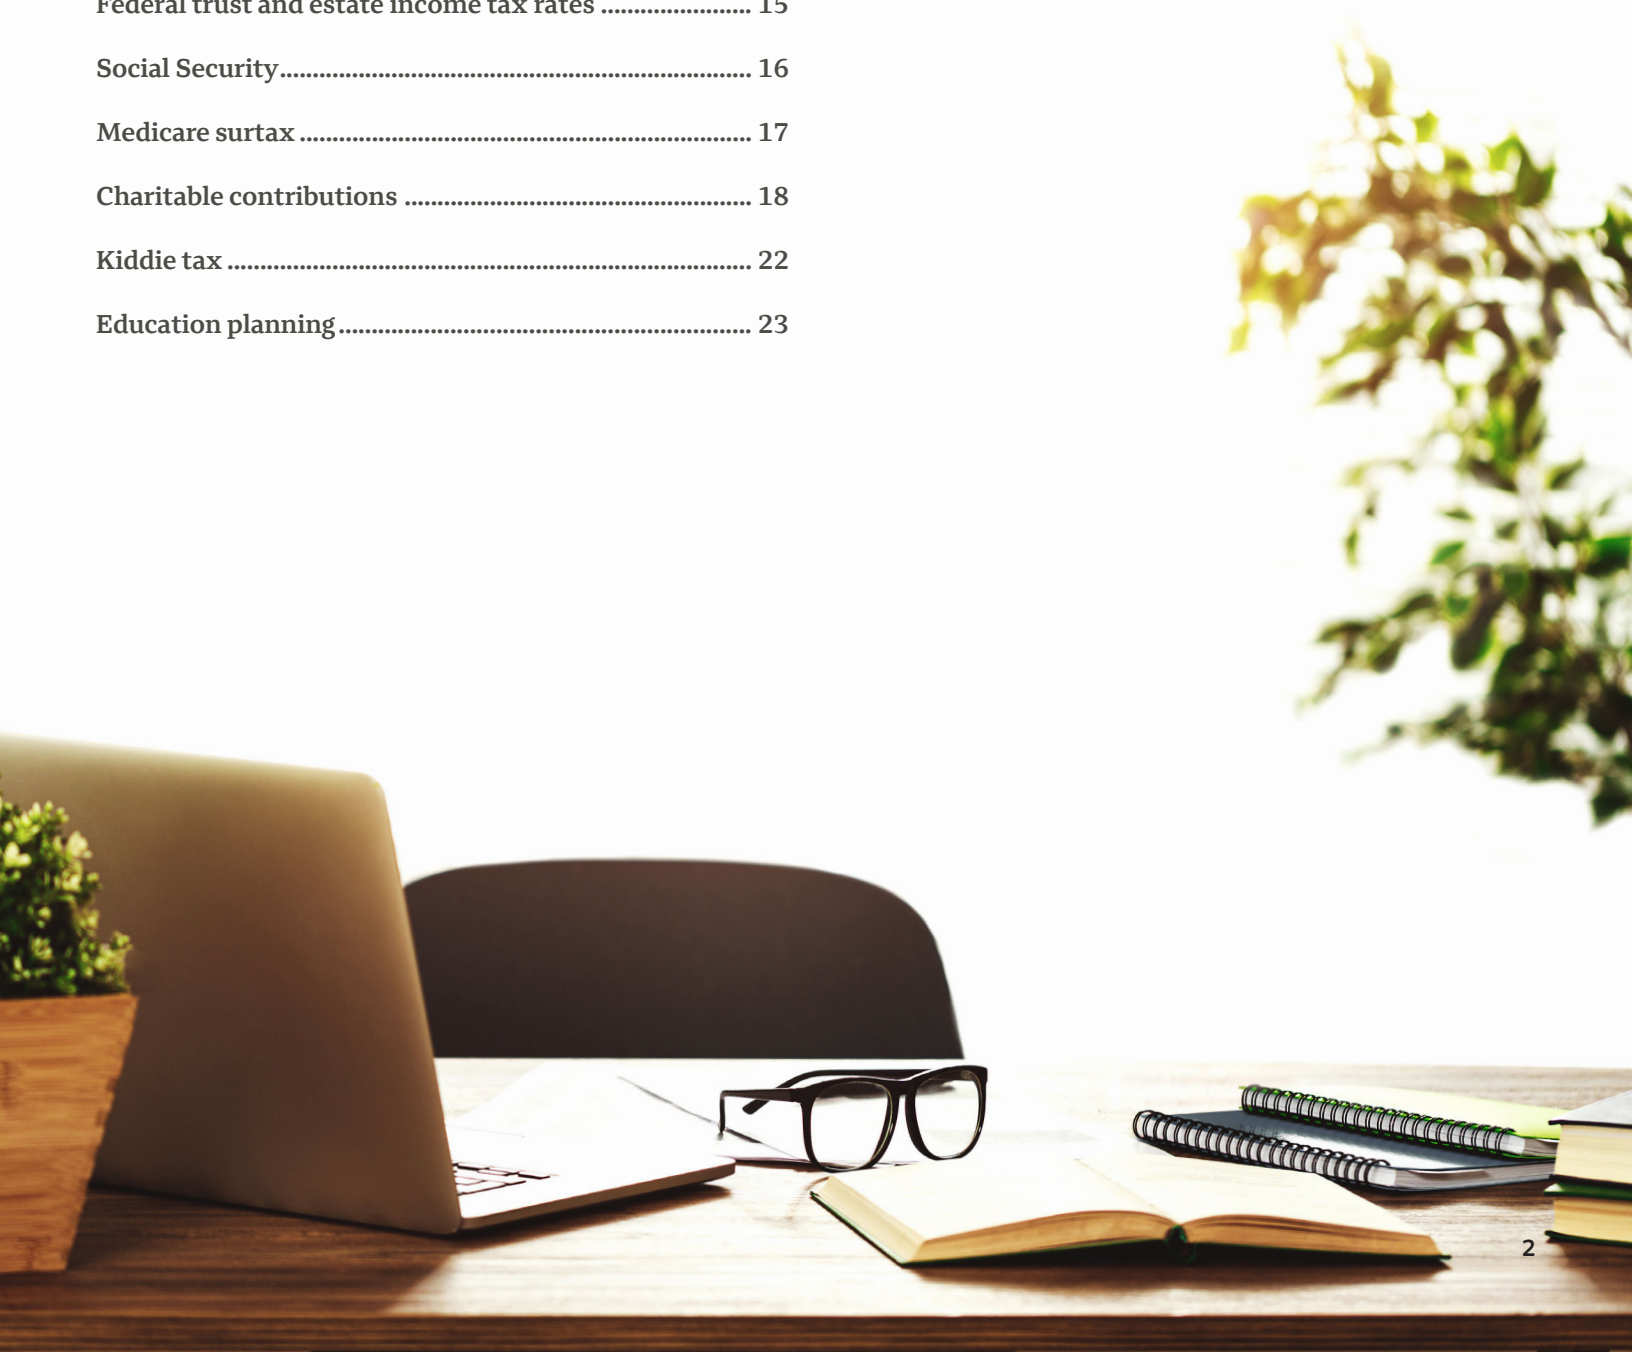 Federal trust and estate income tax rates ....................... 15
Social Security........................................................................ 16
Medicare surtax ..................................................................... 17
Charitable contributions ..................................................... 18
Kiddie tax ................................................................................ 22
Education planning............................................................... 23
2